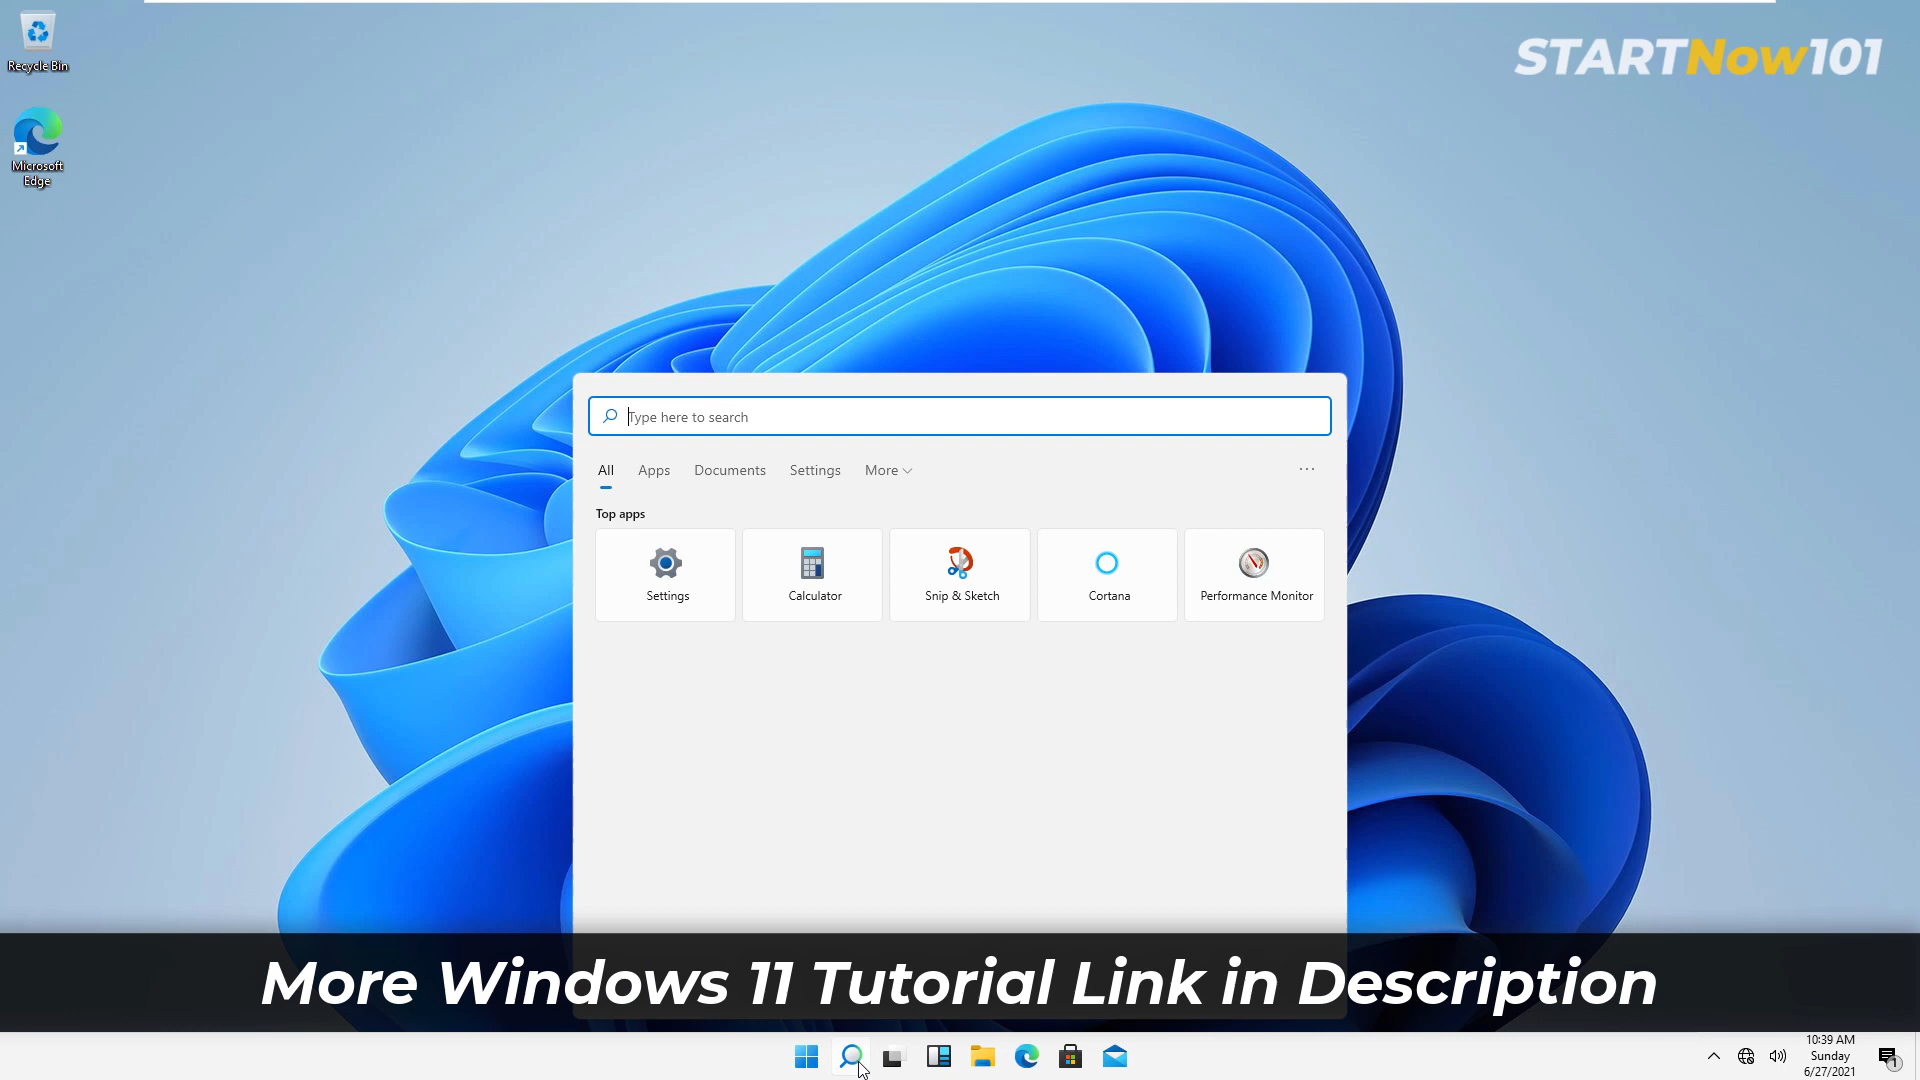 Recycle Bin
STARTNow101
Microsoft
Edge
Type here to search
All Apps Documents Settings More
Top apps
Settings Calculator Snip & Sketch Cortana Performance Monitor
More Windows 11 Tutorial Link in Description
10:39 AM
Sunday
6/27/2021
1